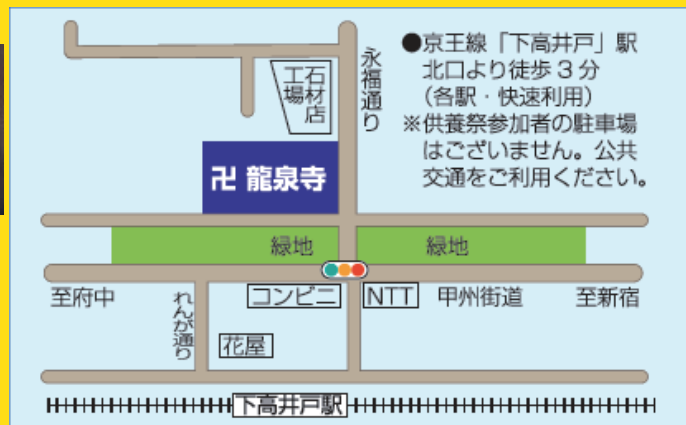 ●京王線「下高井戸」駅
北口より徒歩3分
(各駅・快速利用)
※供養祭参加者の駐車場
はございません。公共
交通をご利用ください。
永福通り
石材店
工場
卍 龍泉寺
緑地
緑地
至府中
れんが通り
コンビニ
NTT
甲州街道
至新宿
花屋
下高井戸駅